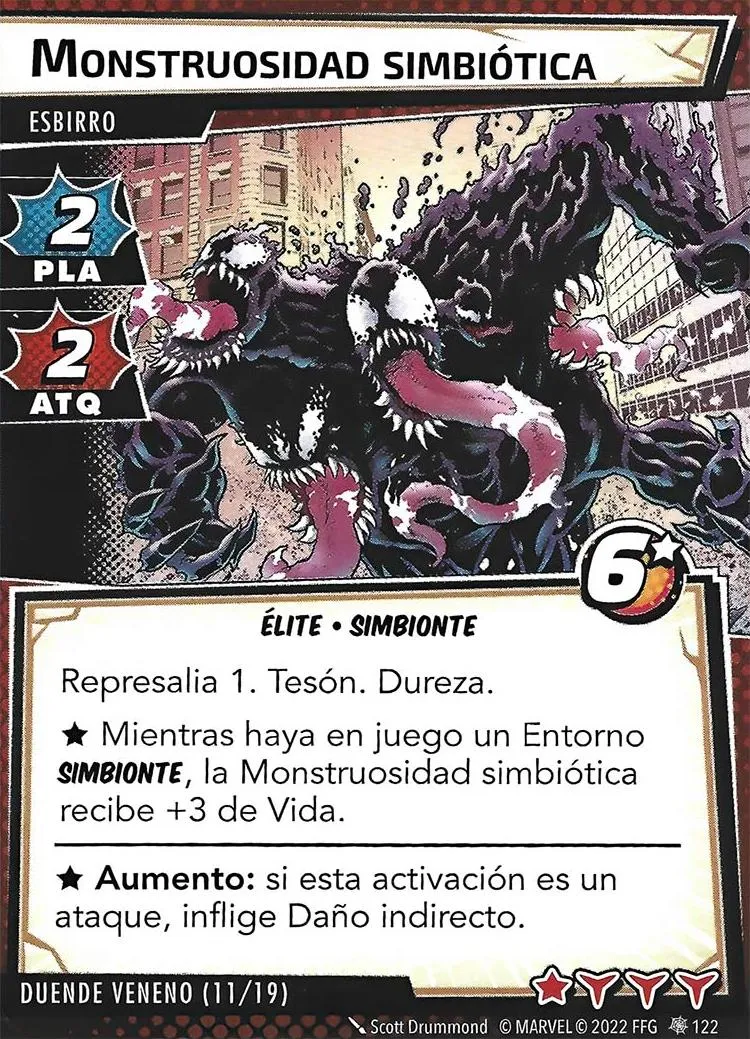 MONSTRUOSIDAD SIMBIÓTICA
ESBIRRO
2
PLA
2
ATQ
6
ÉLITE • SIMBIONTE
Represalia 1. Tesón. Dureza.
★ Mientras haya en juego un Entorno
SIMBIONTE, la Monstruosidad simbiótica
recibe +3 de Vida.
★ Aumento: si esta activación es un
ataque, inflige Daño indirecto.
DUENDE VENENO (11/19)
Scott Drummond © MARVEL © 2022 FFG 122